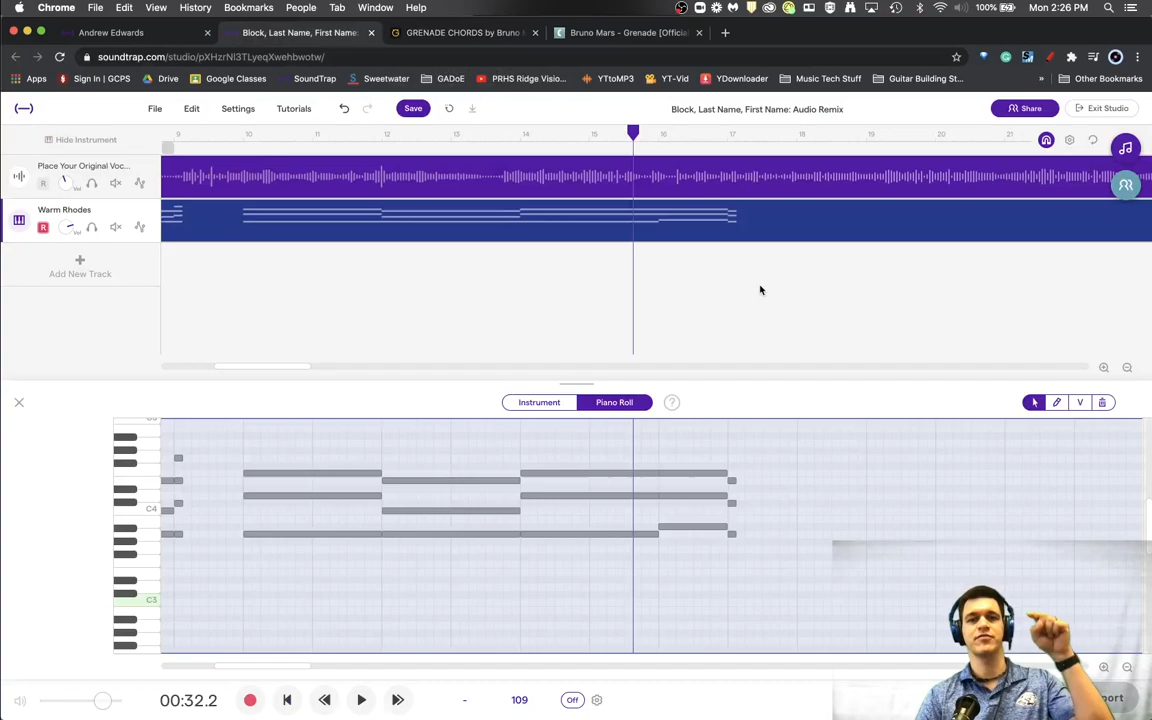 Chrome File Edit View History Bookmarks People Tab Window Help 100% Mon 2:26 PM
Andrew Edwards Block, Last Name, First Name: GRENADE CHORDS by Bruno Bruno Mars - Grenade [Official
soundtrap.com/studio/pXHzrNI3TLyeqXwehbwotw/
Apps Sign In | GCPS Drive Google Classes SoundTrap Sweetwater GADoE PRHS Ridge Vision... YTtoMP3 YT-Vid YDownloader Music Tech Stuff Guitar Building St... » Other Bookmarks
File Edit Settings Tutorials Save Block, Last Name, First Name: Audio Remix Share Exit Studio
Hide Instrument 9 10 11 12 13 14 15 16 17 18 19 20 21
Place Your Original Voc...
R Vol
Warm Rhodes
R Vol
+
Add New Track
Instrument Piano Roll ? V
C4
C3
00:32.2 - 109 Off